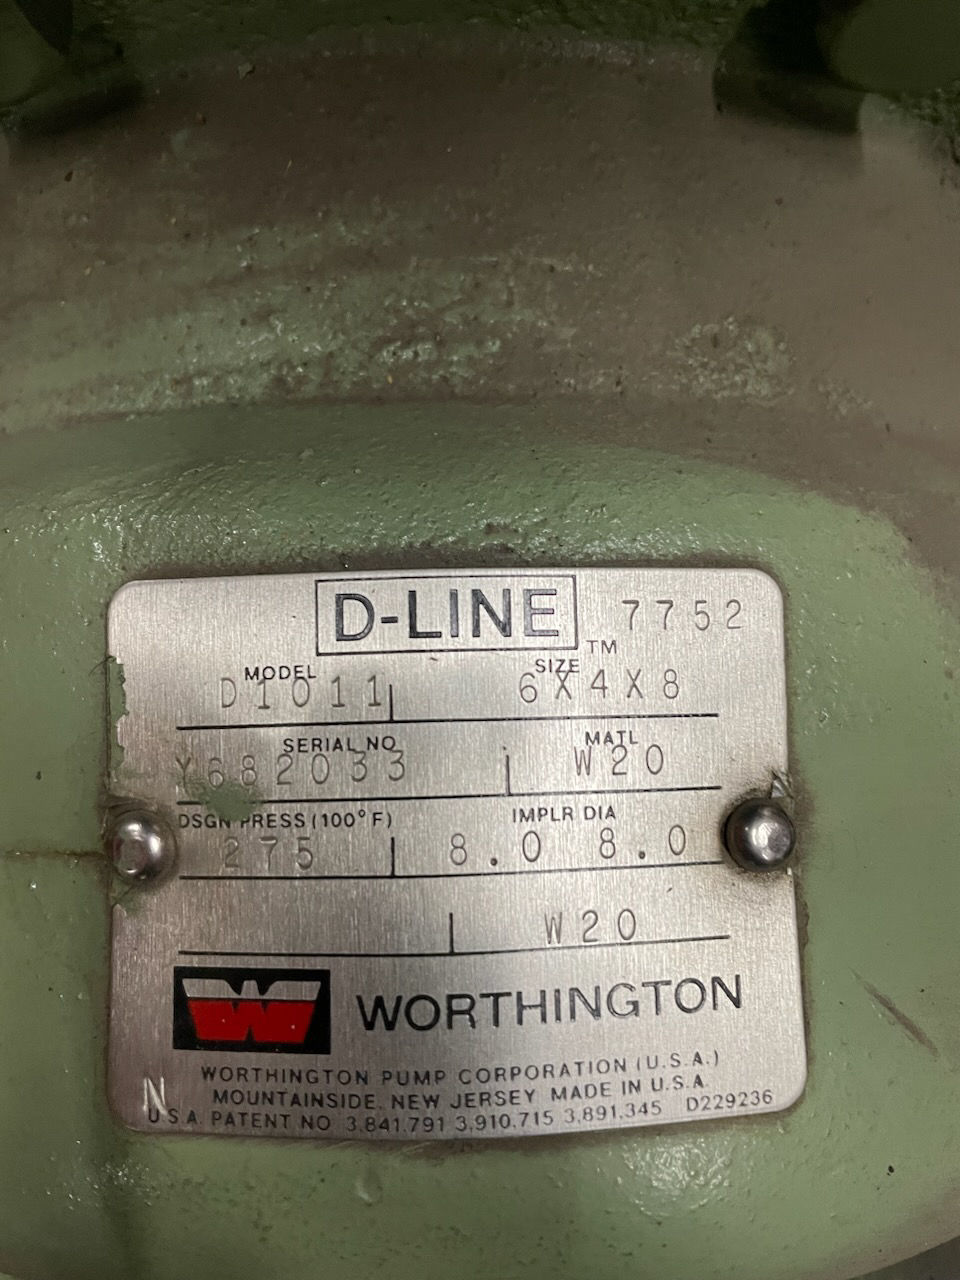 D-LINE TM 7752
MODEL SIZE
D1011 6X4X8
SERIAL NO MATL
Y682033 W20
DSGN PRESS (100°F) IMPLR DIA
275 8.0 8.0
W20
WORTHINGTON
WORTHINGTON PUMP CORPORATION (U.S.A.)
MOUNTAINSIDE, NEW JERSEY MADE IN U.S.A.
N
U.S.A. PATENT NO 3,841,791 3,910,715 3,891,345 D229236